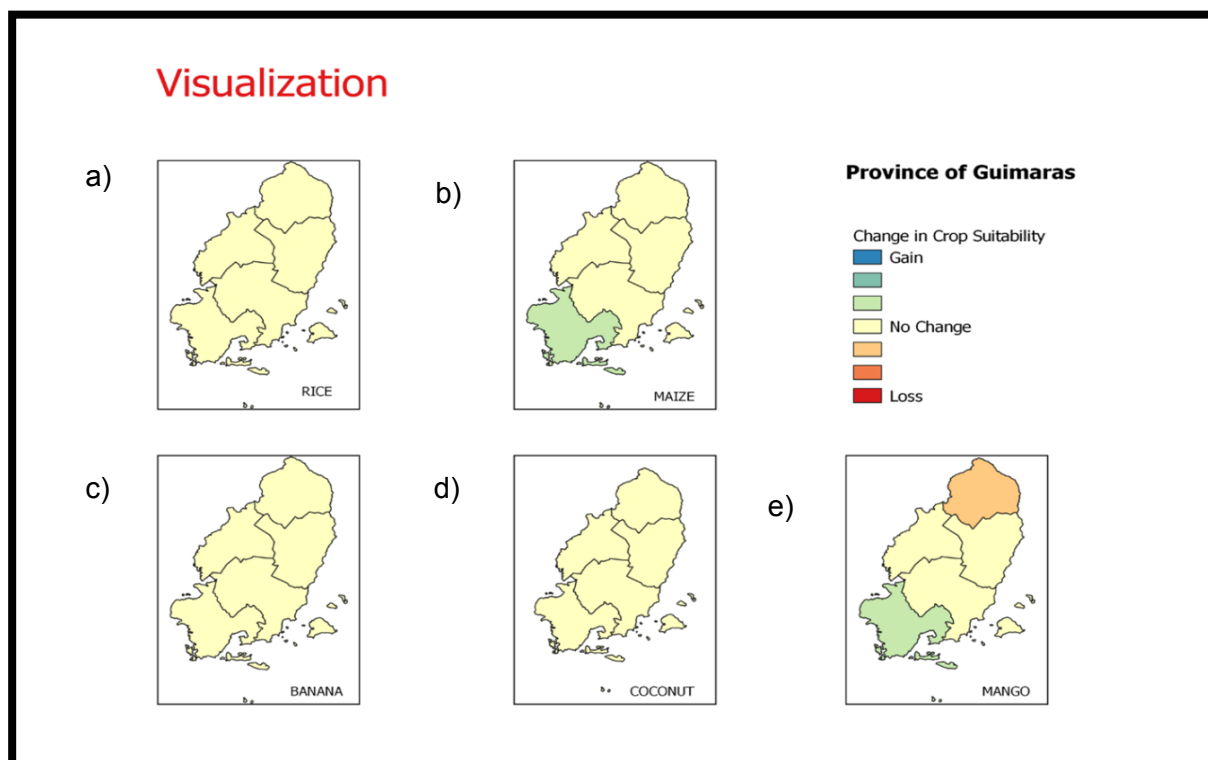 Visualization
a)
b)
Province of Guimaras
Change in Crop Suitability
Gain
No Change
Loss
RICE
MAIZE
c)
d)
e)
BANANA
COCONUT
MANGO